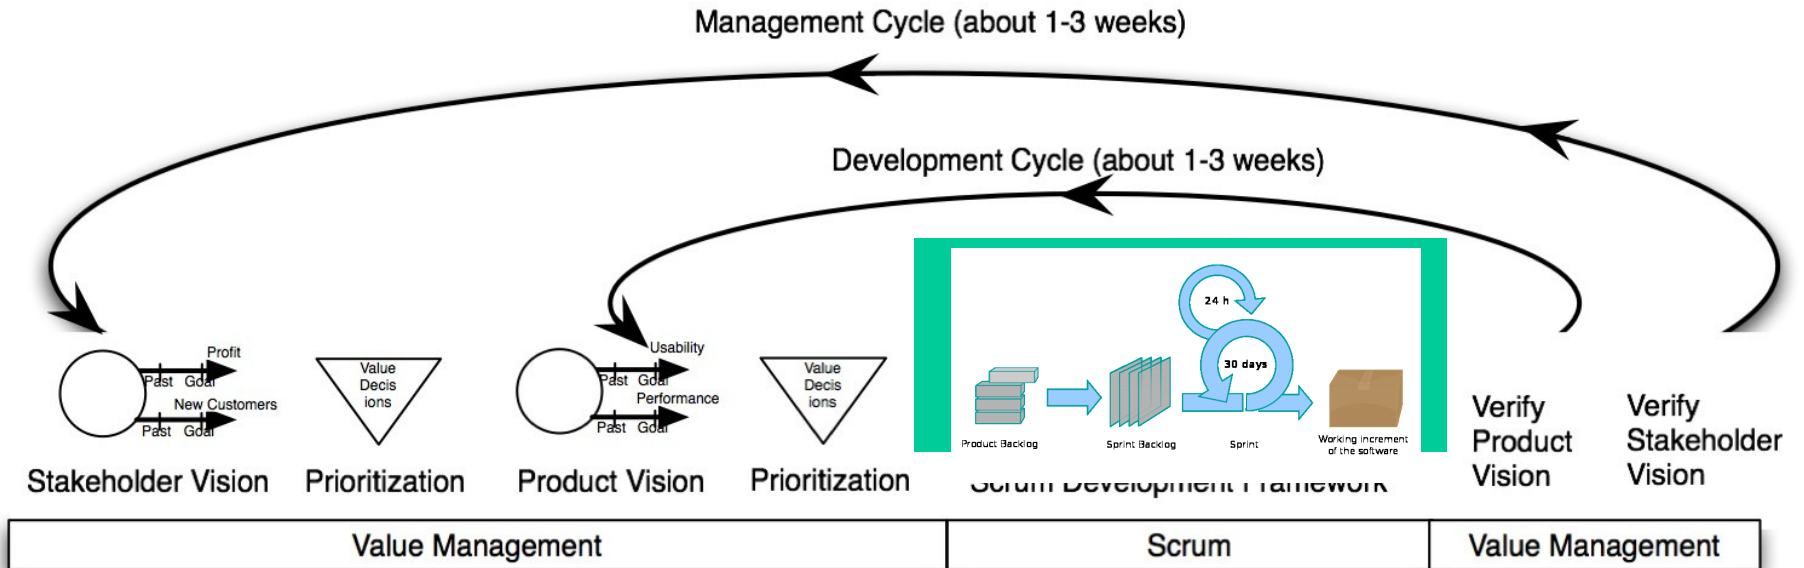 Management Cycle (about 1-3 weeks)
Development Cycle (about 1-3 weeks)
Profit
Past Goal
New Customers
Past Goal
Value
Decis
ions
Usability
Past Goal
Performance
Past Goal
Value
Decis
ions
24 h
30 days
Product Backlog
Sprint Backlog
Sprint
Working increment
of the software
Verify
Product
Vision
Verify
Stakeholder
Vision
Stakeholder Vision
Prioritization
Product Vision
Prioritization
Scrum Development Framework
Value Management
Scrum
Value Management